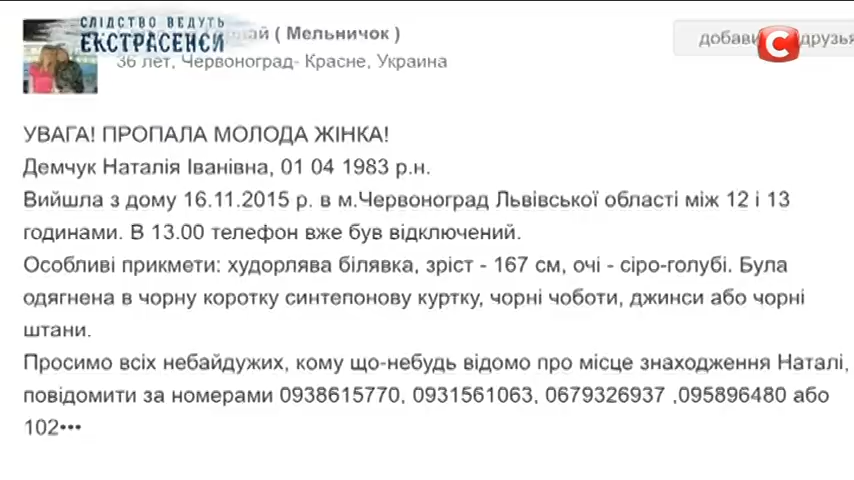 СЛІДСТВО ВЕДУТЬ
ЕКСТРАСЕНСИ
( Мельничок )
36 лет, Червоноград- Красне, Украина
добави друзья
УВАГА! ПРОПАЛА МОЛОДА ЖІНКА!
Демчук Наталія Іванівна, 01 04 1983 р.н.
Вийшла з дому 16.11.2015 р. в м.Червоноград Львівської області між 12 і 13
годинами. В 13.00 телефон вже був відключений.
Особливі прикмети: худорлява білявка, зріст - 167 см, очі - сіро-голубі. Була
одягнена в чорну коротку синтепонову куртку, чорні чоботи, джинси або чорні
штани.
Просимо всіх небайдужих, кому що-небудь відомо про місце знаходження Наталі,
повідомити за номерами 0938615770, 0931561063, 0679326937 ,095896480 або
102•••